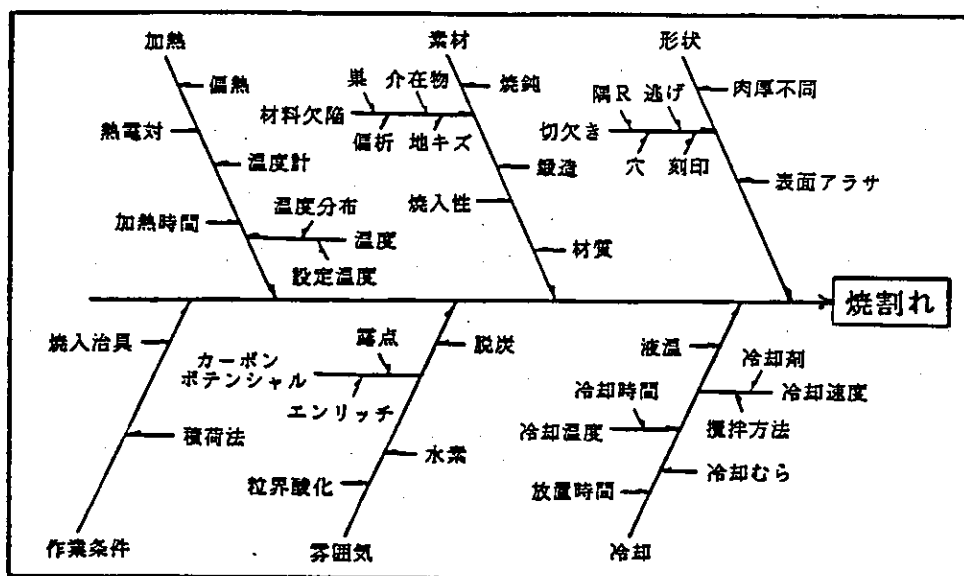 加熱
素材
形状
偏熱
巣 介在物
焼鈍
隅R 逃げ
肉厚不同
熱電対
材料欠陥
切欠き
偏析 地キズ
穴 刻印
温度計
鍛造
表面アラサ
加熱時間
温度分布
焼入性
温度
材質
設定温度
焼割れ
焼入治具
露点
脱炭
液温
カーボン
ポテンシャル
冷却剤
エンリッチ
冷却時間
冷却速度
積荷法
冷却温度
攪拌方法
水素
粒界酸化
冷却むら
放置時間
作業条件
雰囲気
冷却